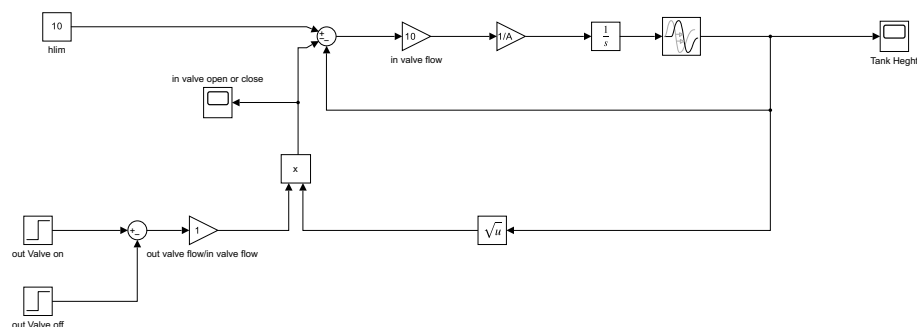 10
hlim
+
−
−
10
in valve flow
1/A
1
s
Tank Heght
in valve open or close
x
out Valve on
+
−
1
out valve flow/in valve flow
√u
out Valve off